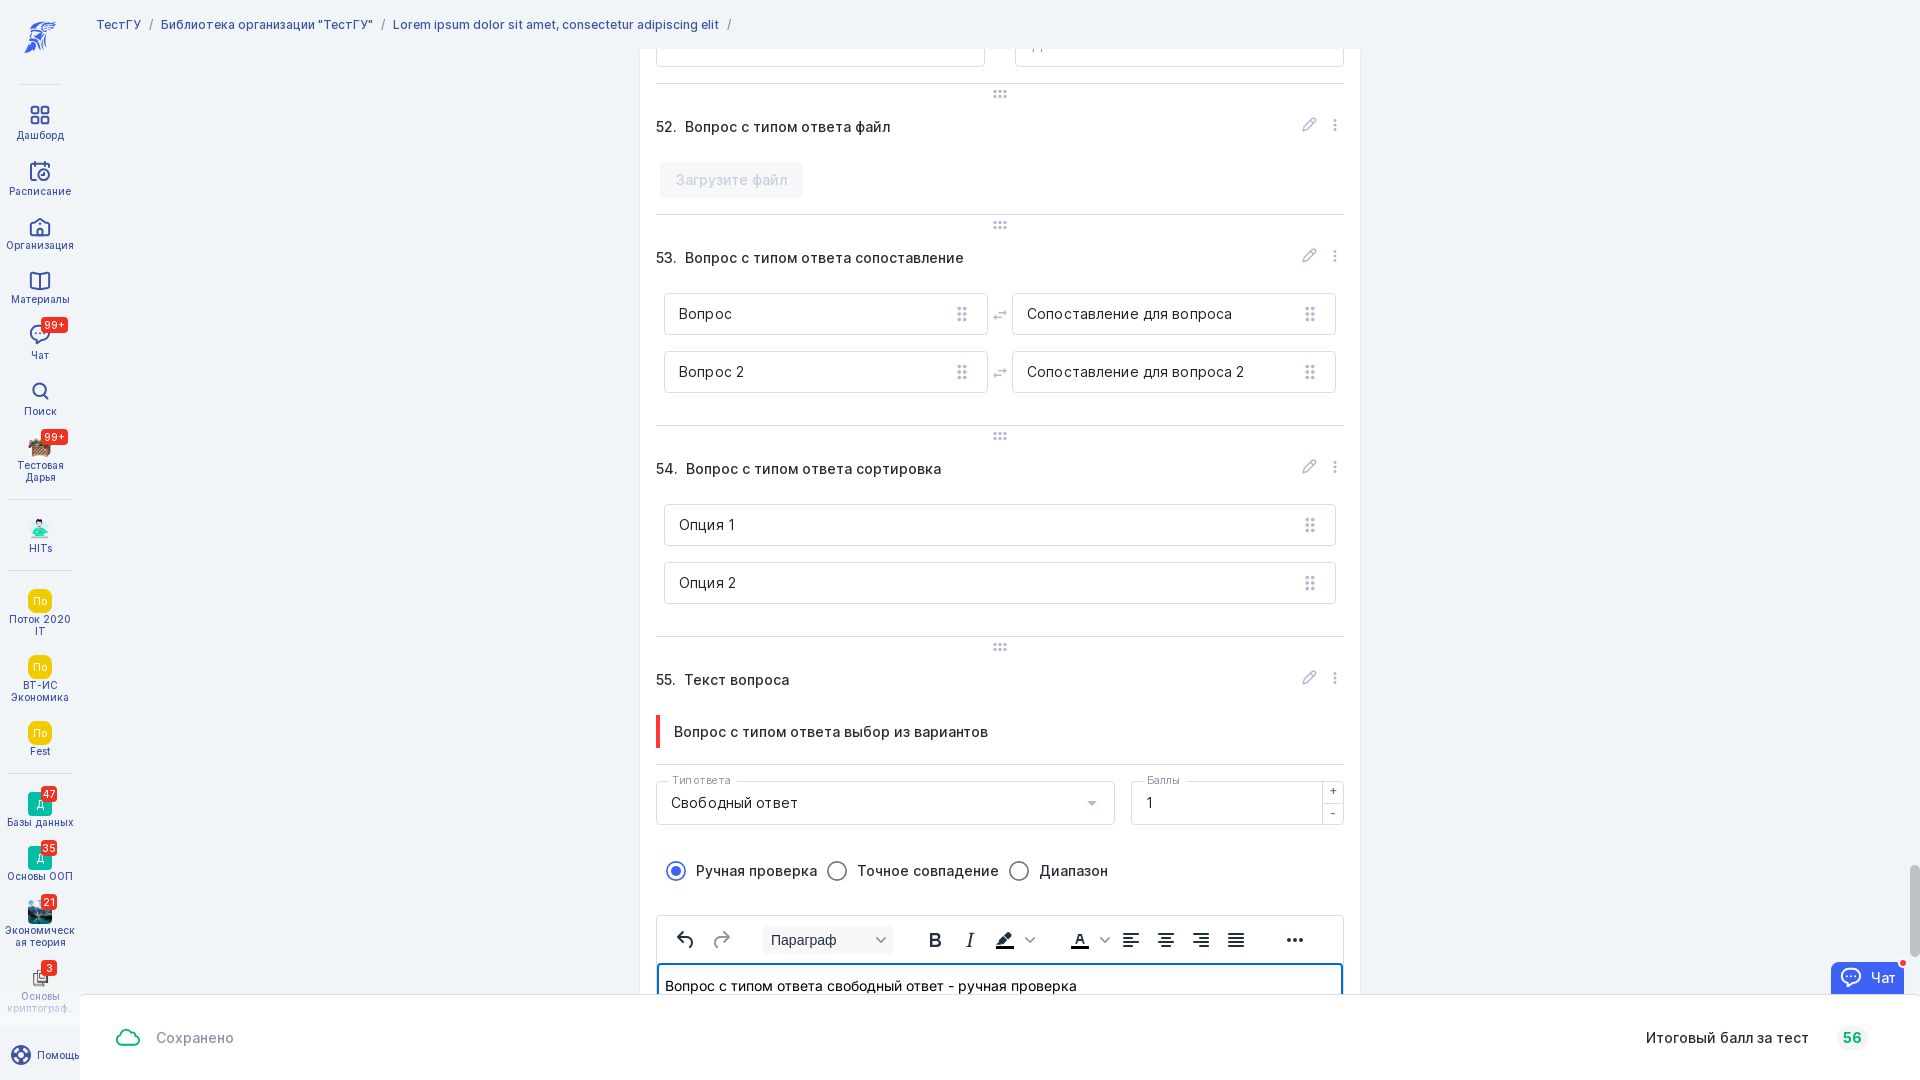 ТестГУ / Библиотека организации "ТестГУ" / Lorem ipsum dolor sit amet, consectetur adipiscing elit /
Дашборд
Расписание
Организация
Материалы
99+
Чат
Поиск
99+
Тестовая
Дарья
HITs
По
Поток 2020
IT
По
ВТ-ИС
Экономика
По
Fest
47
Д
Базы данных
35
Д
Основы ООП
21
Экономическ
ая теория
3
Основы
криптограф...
Помощь
52. Вопрос с типом ответа файл
Загрузите файл
53. Вопрос с типом ответа сопоставление
Вопрос
Сопоставление для вопроса
Вопрос 2
Сопоставление для вопроса 2
54. Вопрос с типом ответа сортировка
Опция 1
Опция 2
55. Текст вопроса
Вопрос с типом ответа выбор из вариантов
Тип ответа
Свободный ответ
Баллы
1
+
-
Ручная проверка
Точное совпадение
Диапазон
Параграф
Вопрос с типом ответа свободный ответ - ручная проверка
Чат
Сохранено
Итоговый балл за тест 56